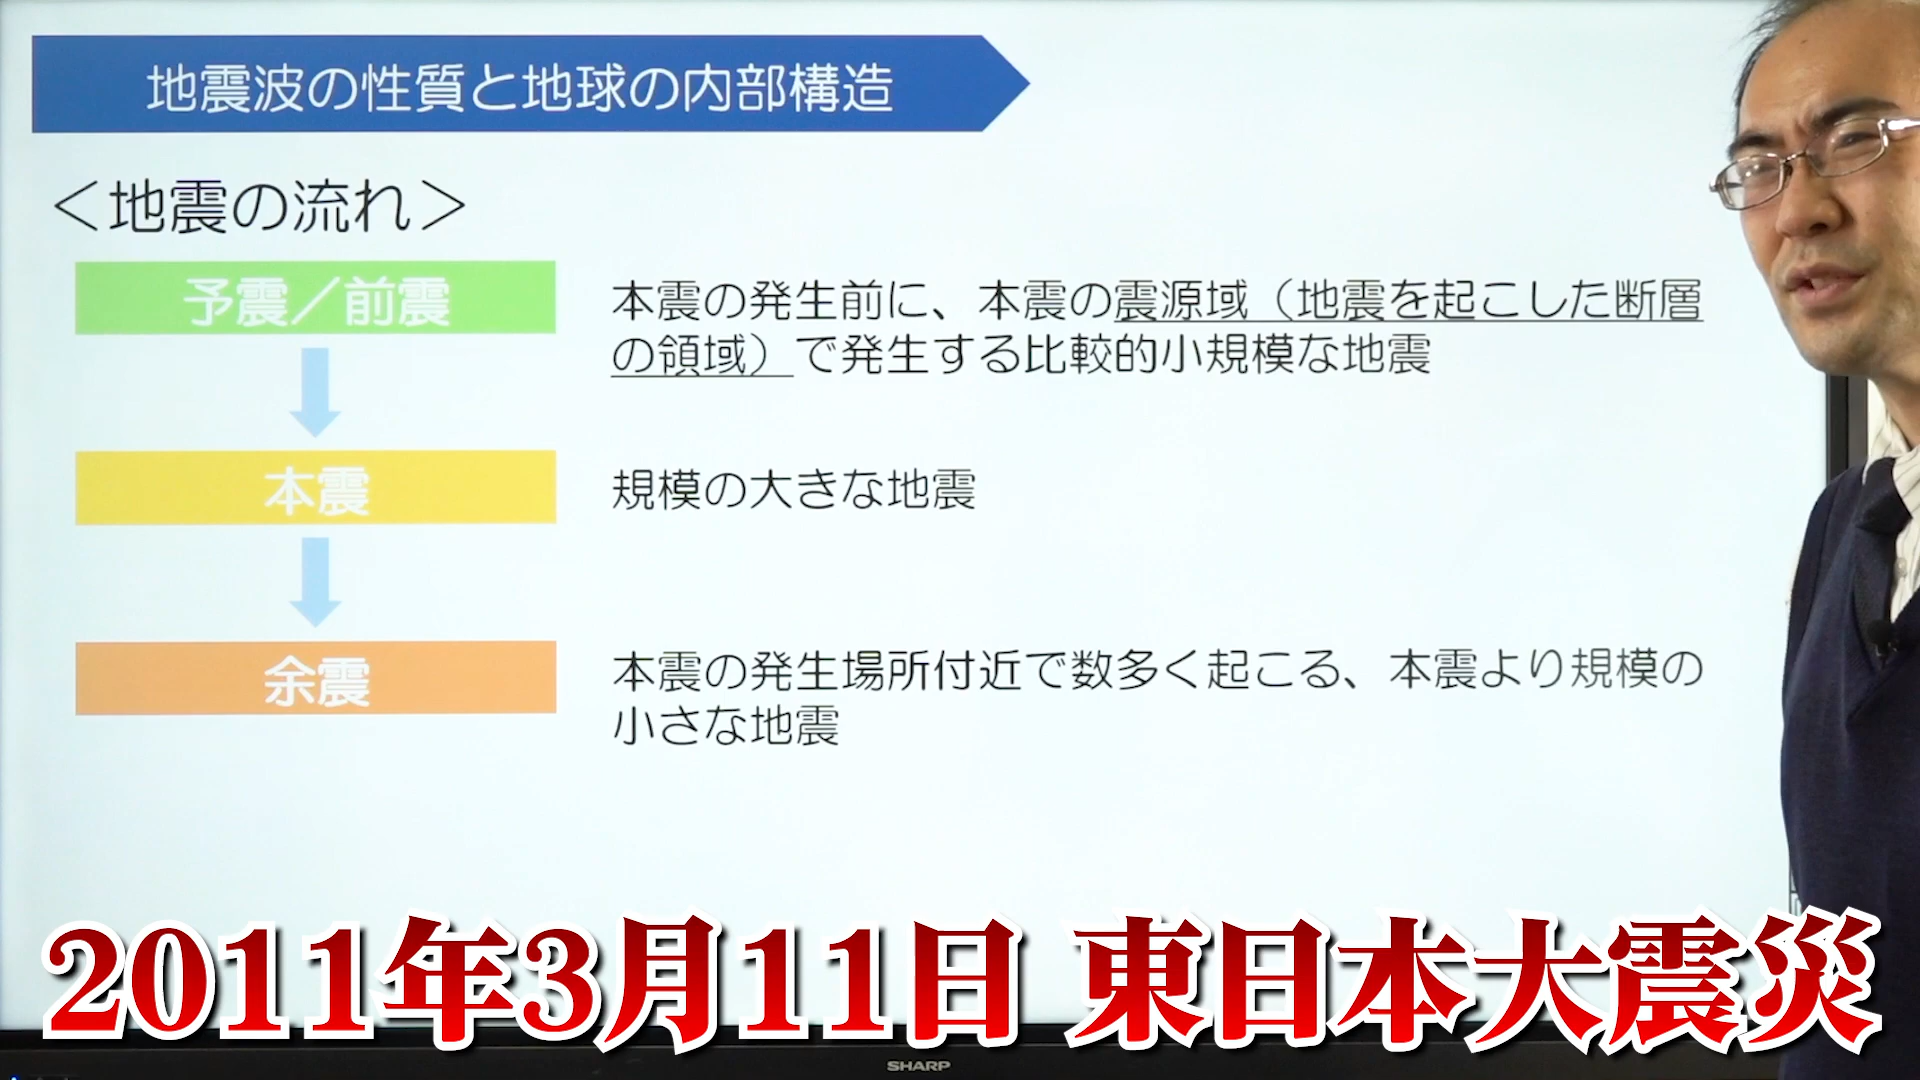 地震波の性質と地球の内部構造
＜地震の流れ＞
予震／前震
本震の発生前に、本震の震源域（地震を起こした断層
の領域）で発生する比較的小規模な地震
本震
規模の大きな地震
余震
本震の発生場所付近で数多く起こる、本震より規模の
小さな地震
2011年3月11日 東日本大震災
SHARP